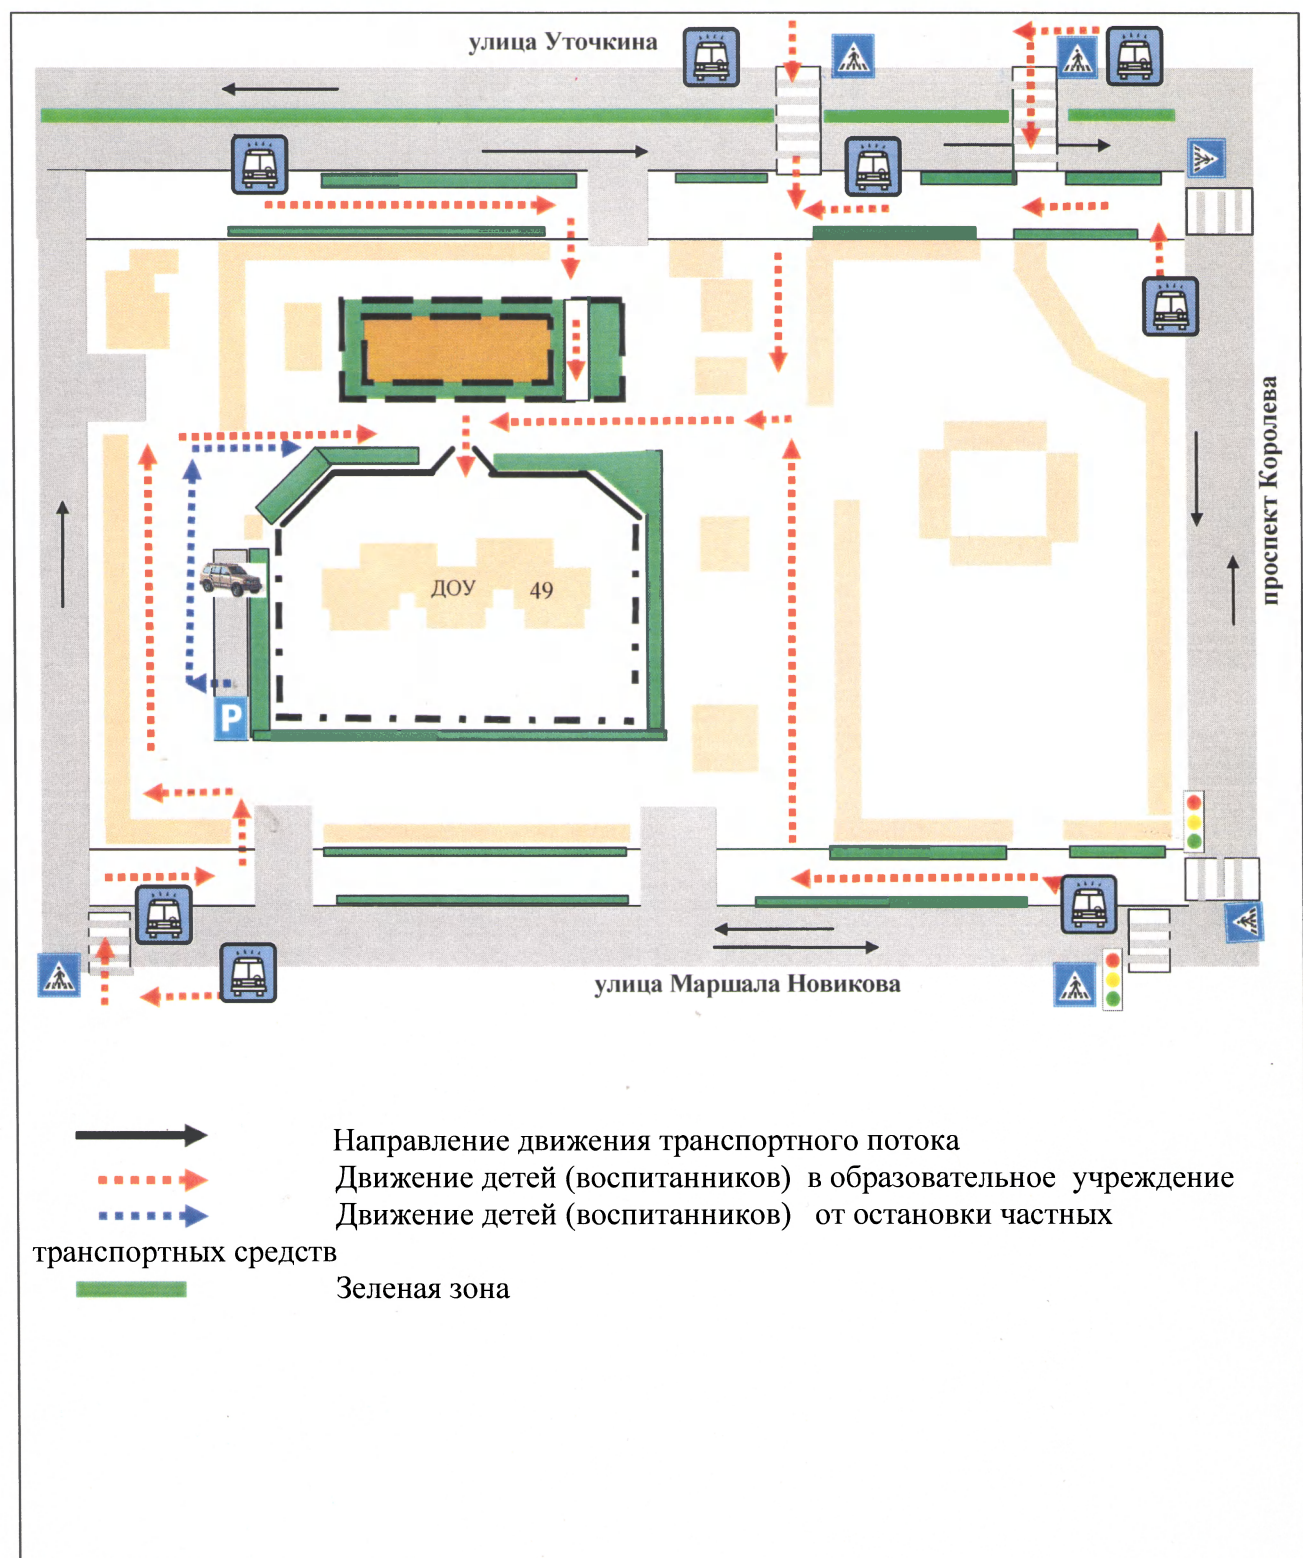 улица Уточкина
проспект Королева
ДОУ 49
P
улица Маршала Новикова
Направление движения транспортного потока
Движение детей (воспитанников) в образовательное учреждение
Движение детей (воспитанников) от остановки частных
транспортных средств
Зеленая зона